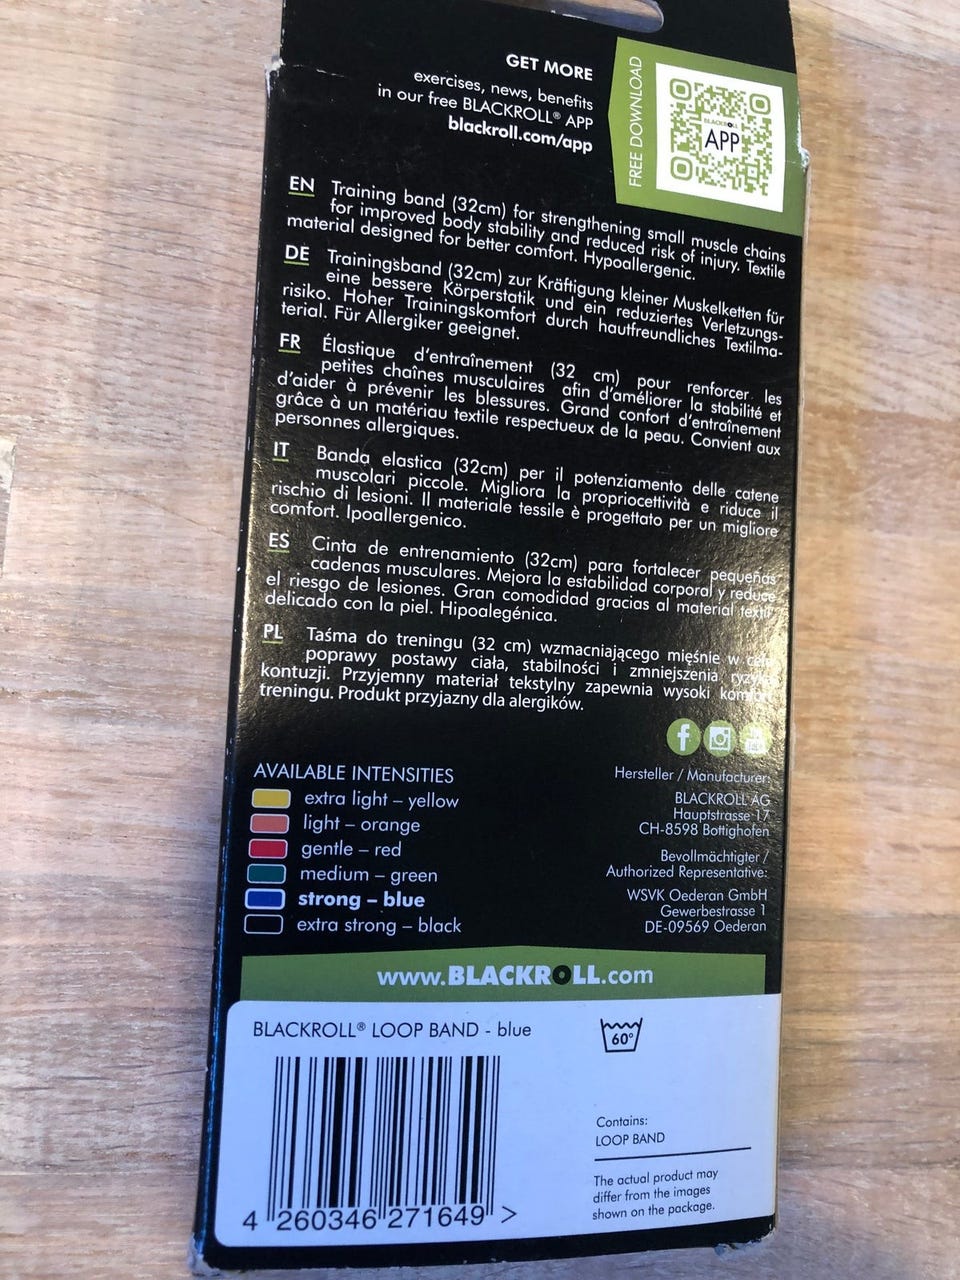 GET MORE
exercises, news, benefits
in our free BLACKROLL® APP
blackroll.com/app
FREE DOWNLOAD
BLACKROLL
APP
EN Training band (32cm) for strengthening small muscle chains
for improved body stability and reduced risk of injury. Textile
material designed for better comfort. Hypoallergenic.
DE Trainingsband (32cm) zur Kräftigung kleiner Muskelketten für
eine bessere Körperstatik und ein reduziertes Verletzungs-
risiko. Hoher Trainingskomfort durch hautfreundliches Textilma-
terial. Für Allergiker geeignet.
FR Élastique d'entraînement (32 cm) pour renforcer les
petites chaînes musculaires afin d'améliorer la stabilité et
d'aider à prévenir les blessures. Grand confort d'entraînement
grâce à un matériau textile respectueux de la peau. Convient aux
personnes allergiques.
IT Banda elastica (32cm) per il potenziamento delle catene
muscolari piccole. Migliora la propriocettività e riduce il
rischio di lesioni. Il materiale tessile è progettato per un migliore
comfort. Ipoallergenico.
ES Cinta de entrenamiento (32cm) para fortalecer pequeñas
cadenas musculares. Mejora la estabilidad corporal y reduce
el riesgo de lesiones. Gran comodidad gracias al material textil
delicado con la piel. Hipoalegénica.
PL Taśma do treningu (32 cm) wzmacniającego mięśnie w celu
poprawy postawy ciała, stabilności i zmniejszenia ryzyka
kontuzji. Przyjemny materiał tekstylny zapewnia wysoki komfort
treningu. Produkt przyjazny dla alergików.
AVAILABLE INTENSITIES
extra light – yellow
light – orange
gentle – red
medium – green
strong – blue
extra strong – black
Hersteller / Manufacturer:
BLACKROLL AG
Hauptstrasse 17
CH-8598 Bottighofen
Bevollmächtigter /
Authorized Representative:
WSVK Oederan GmbH
Gewerbestrasse 1
DE-09569 Oederan
www.BLACKROLL.com
BLACKROLL® LOOP BAND - blue
60°
4 260346 271649 >
Contains:
LOOP BAND
The actual product may
differ from the images
shown on the package.